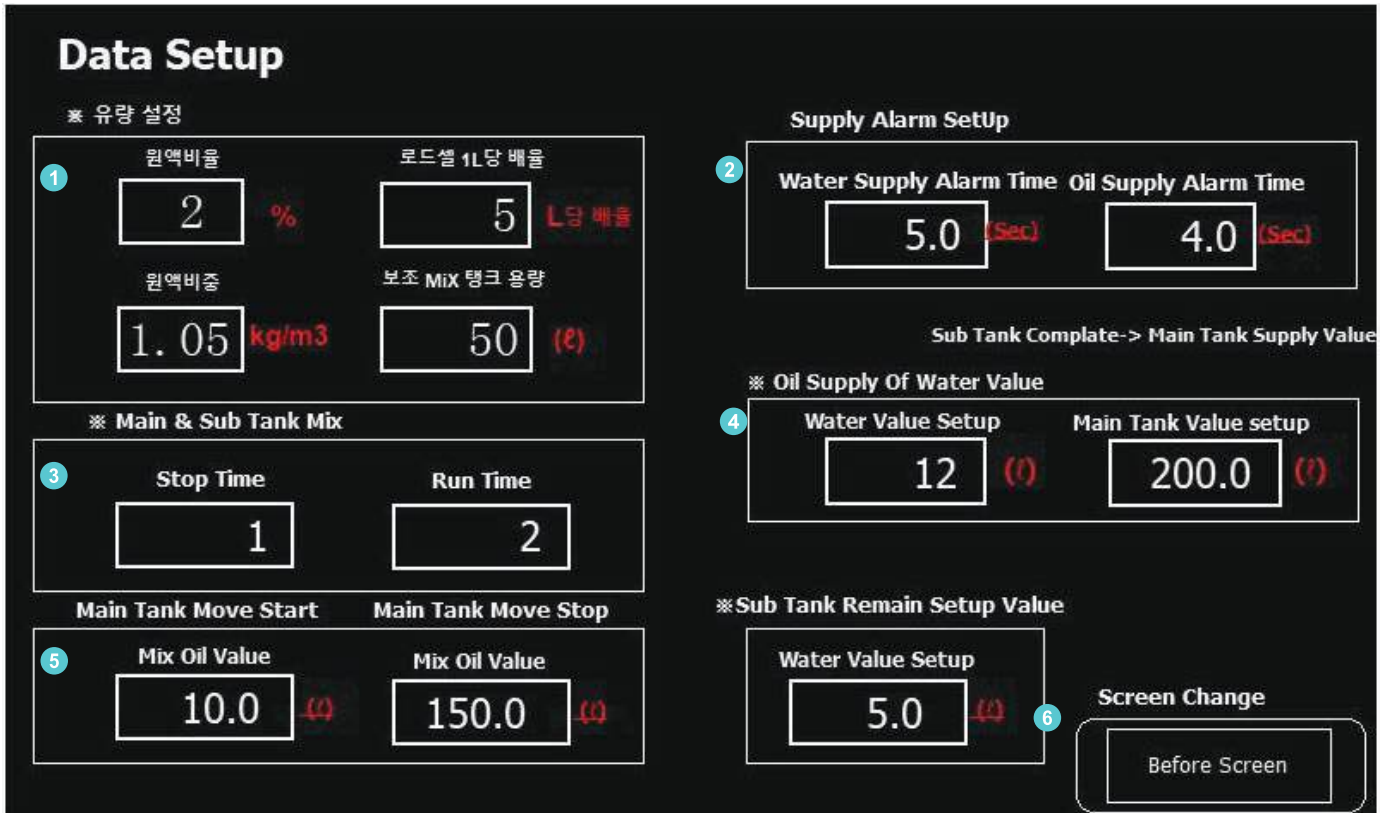 Data Setup
※ 유량 설정
1
원액비율
로드셀 1L당 배율
2
%
5
L당 배율
원액비중
보조 MiX 탱크 용량
1.05
kg/m3
50
(ℓ)
Supply Alarm SetUp
2
Water Supply Alarm Time
Oil Supply Alarm Time
5.0
(Sec)
4.0
(Sec)
Sub Tank Complate-> Main Tank Supply Value
※ Main & Sub Tank Mix
3
Stop Time
Run Time
1
2
※ Oil Supply Of Water Value
4
Water Value Setup
Main Tank Value setup
12
(ℓ)
200.0
(ℓ)
Main Tank Move Start
Main Tank Move Stop
5
Mix Oil Value
Mix Oil Value
10.0
(ℓ)
150.0
(ℓ)
※Sub Tank Remain Setup Value
Water Value Setup
5.0
(ℓ)
6
Screen Change
Before Screen